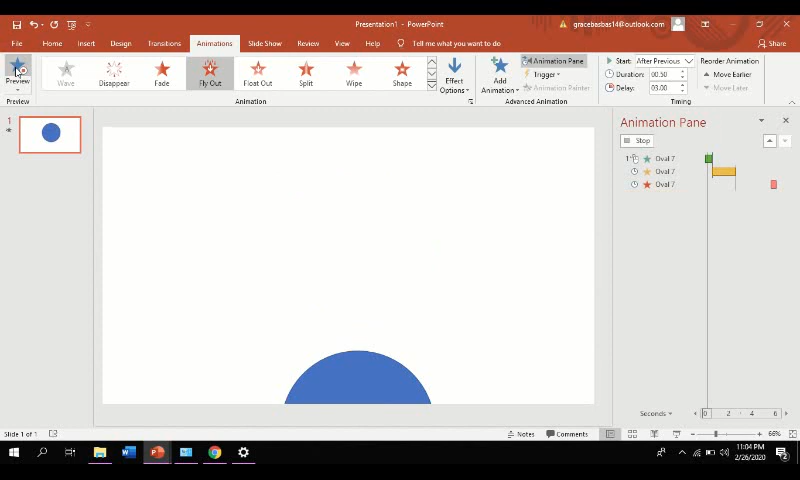 Presentation1 - PowerPoint
gracebasbas14@outlook.com
File Home Insert Design Transitions Animations Slide Show Review View Help Tell me what you want to do
Share
Preview
Wave Disappear Fade Fly Out Float Out Split Wipe Shape
Effect
Options
Add
Animation
Animation Pane
Trigger
Animation Painter
Start: After Previous
Duration: 00.50
Delay: 03.00
Reorder Animation
Move Earlier
Move Later
Preview Animation Advanced Animation Timing
1
Animation Pane
Stop
1 Oval 7
Oval 7
Oval 7
Seconds 0 2 4 6
Slide 1 of 1
Notes Comments
66%
11:04 PM
2/26/2020
2